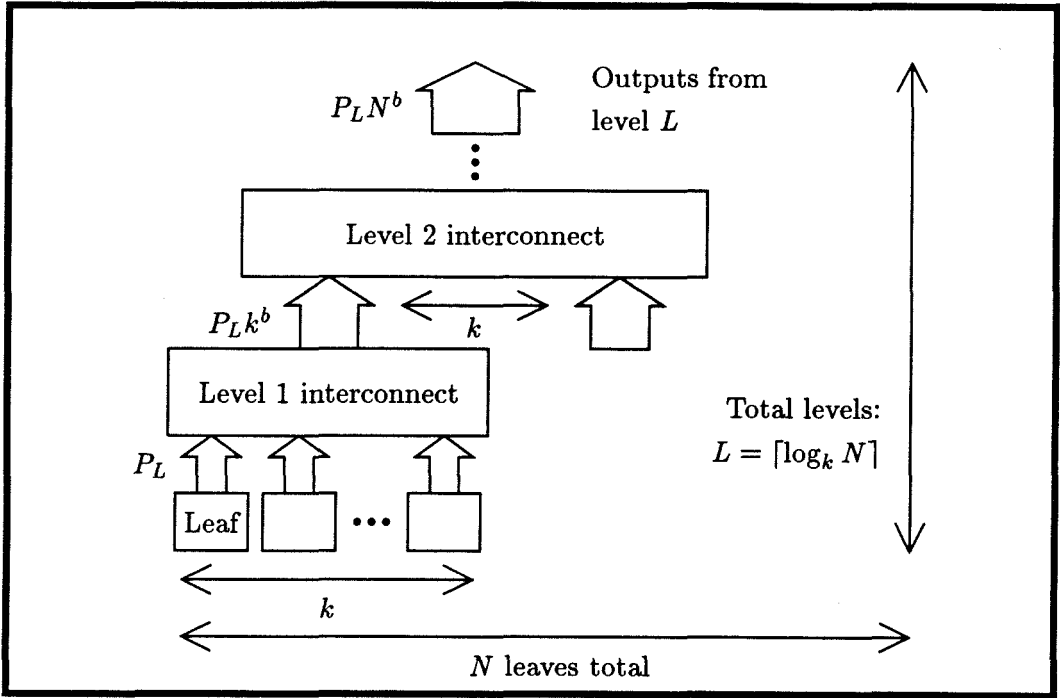 Outputs from
level L
P_L N^b
Level 2 interconnect
P_L k^b
k
Level 1 interconnect
Total levels:
L = ⌈log_k N⌉
P_L
Leaf
k
N leaves total